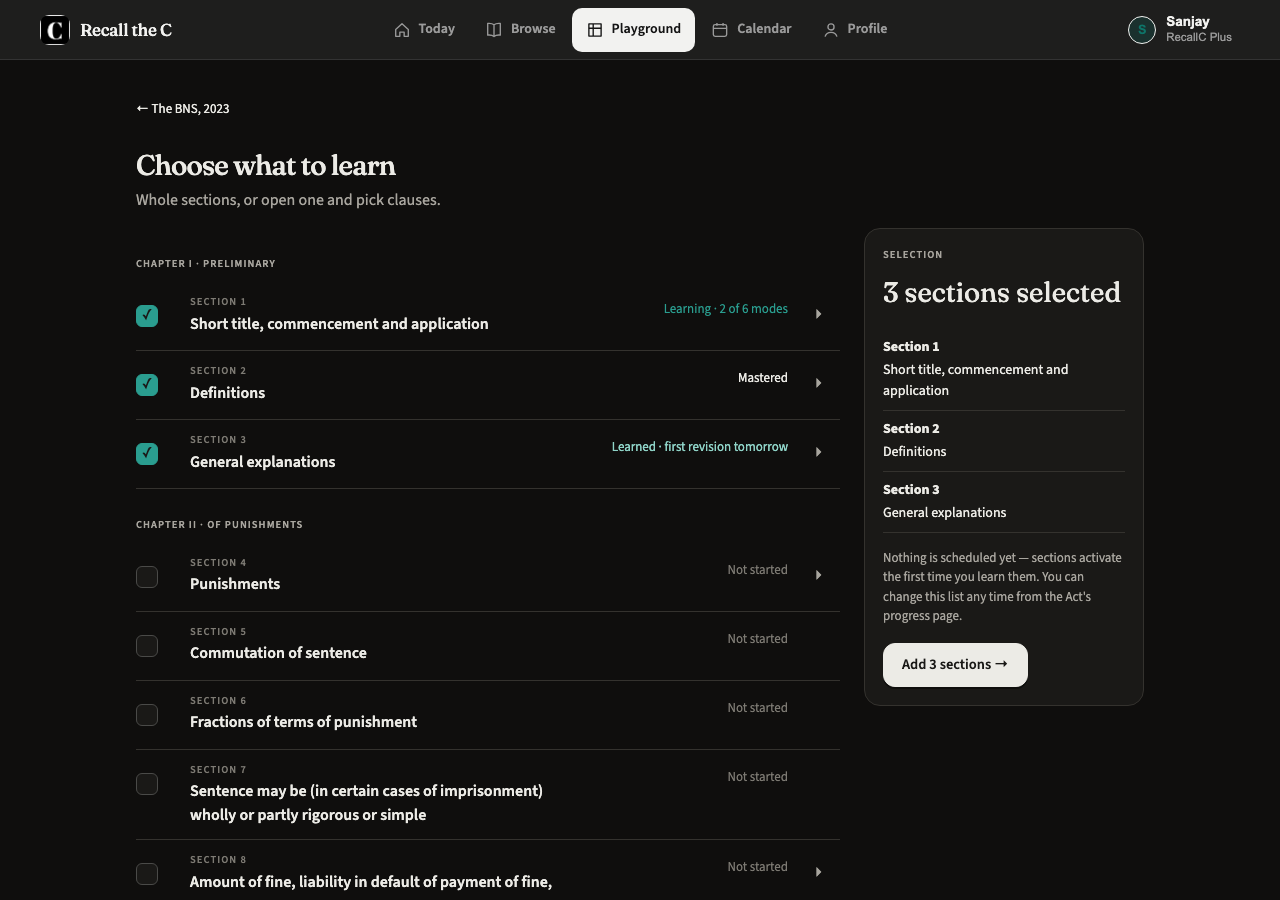 C Recall the C
Today
Browse
Playground
Calendar
Profile
S
Sanjay
RecallC Plus
← The BNS, 2023
Choose what to learn
Whole sections, or open one and pick clauses.
CHAPTER I · PRELIMINARY
SECTION 1
Short title, commencement and application
Learning · 2 of 6 modes
SECTION 2
Definitions
Mastered
SECTION 3
General explanations
Learned · first revision tomorrow
CHAPTER II · OF PUNISHMENTS
SECTION 4
Punishments
Not started
SECTION 5
Commutation of sentence
Not started
SECTION 6
Fractions of terms of punishment
Not started
SECTION 7
Sentence may be (in certain cases of imprisonment)
wholly or partly rigorous or simple
Not started
SECTION 8
Amount of fine, liability in default of payment of fine,
Not started
SELECTION
3 sections selected
Section 1
Short title, commencement and
application
Section 2
Definitions
Section 3
General explanations
Nothing is scheduled yet — sections activate
the first time you learn them. You can
change this list any time from the Act's
progress page.
Add 3 sections →